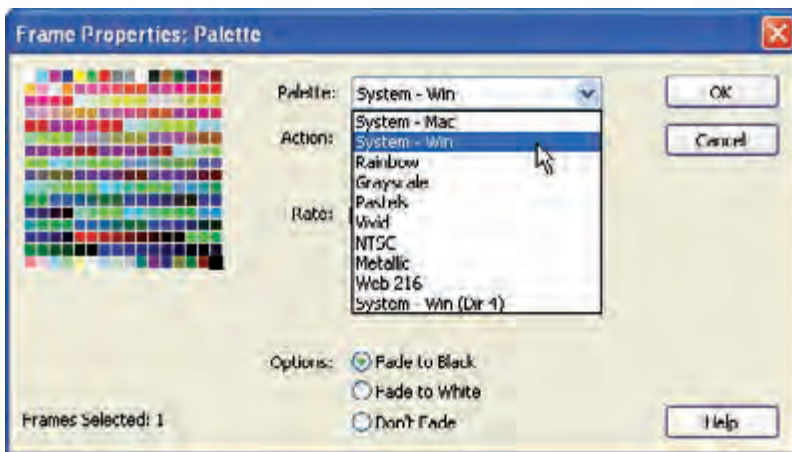 Frame Properties: Palette
Palette: System - Win
OK
System - Mac
Action: System - Win
Cancel
Rainbow
Grayscale
Pastels
Rate: Vivid
NTSC
Metallic
Web 216
System - Win (Dir 4)
Options: Fade to Black
Fade to White
Frames Selected: 1
Don't Fade
Help